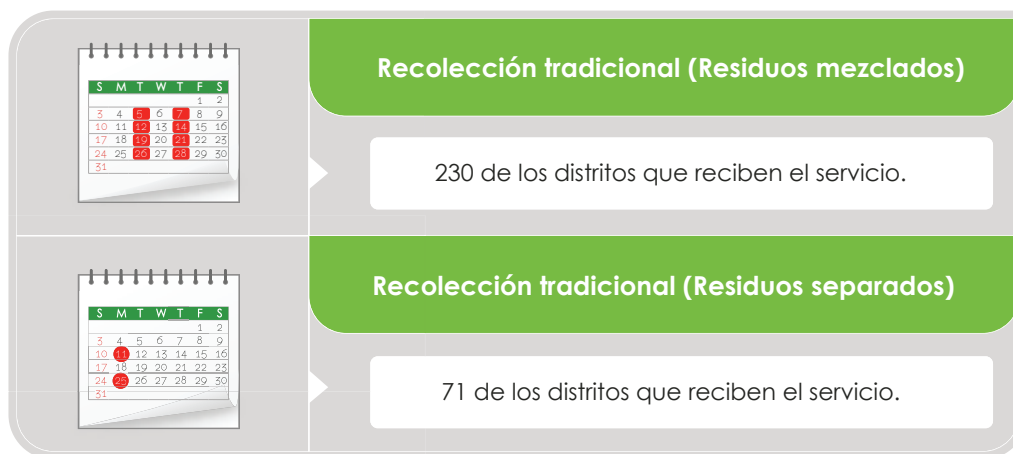 S M T W T F S
1 2
3 4 5 6 7 8 9
10 11 12 13 14 15 16
17 18 19 20 21 22 23
24 25 26 27 28 29 30
31
Recolección tradicional (Residuos mezclados)
230 de los distritos que reciben el servicio.
S M T W T F S
1 2
3 4 5 6 7 8 9
10 11 12 13 14 15 16
17 18 19 20 21 22 23
24 25 26 27 28 29 30
31
Recolección tradicional (Residuos separados)
71 de los distritos que reciben el servicio.